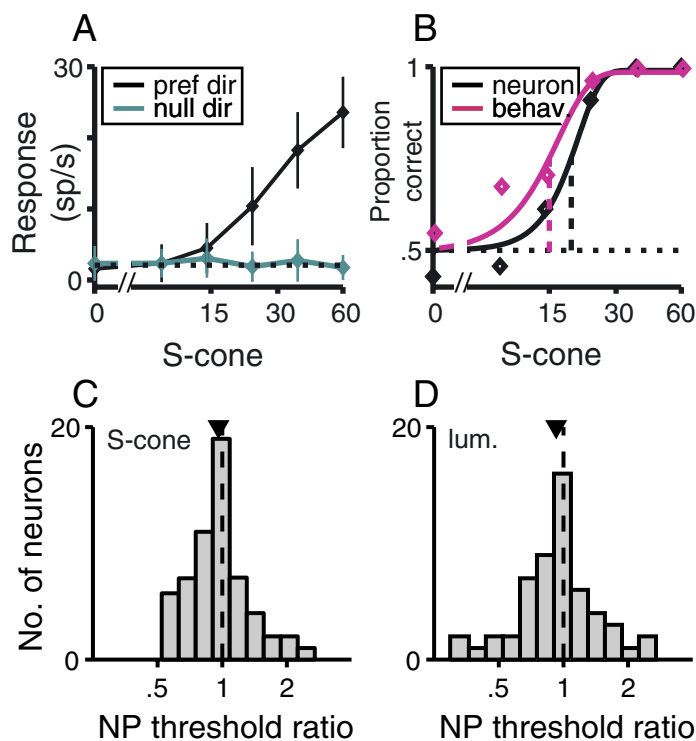 A
B
30
pref dir
null dir
Response
(sp/s)
0
0
15
30
60
S-cone
1
neuron
behav.
Proportion
correct
.5
0
15
30
60
S-cone
C
D
20
S-cone
No. of neurons
0
.5
1
2
NP threshold ratio
20
lum.
0
.5
1
2
NP threshold ratio